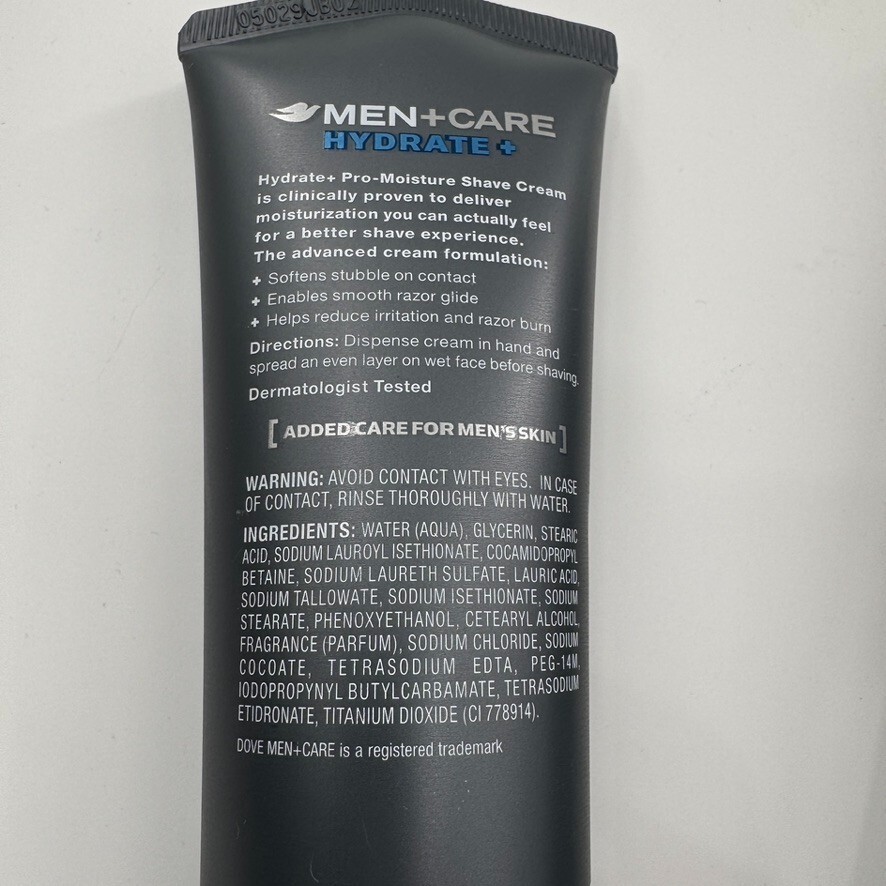 MEN+CARE
HYDRATE +
Hydrate+ Pro-Moisture Shave Cream
is clinically proven to deliver
moisturization you can actually feel
for a better shave experience.
The advanced cream formulation:
+ Softens stubble on contact
+ Enables smooth razor glide
+ Helps reduce irritation and razor burn
Directions: Dispense cream in hand and
spread an even layer on wet face before shaving.
Dermatologist Tested
[ADDED CARE FOR MEN'S SKIN]
WARNING: AVOID CONTACT WITH EYES. IN CASE
OF CONTACT, RINSE THOROUGHLY WITH WATER.
INGREDIENTS: WATER (AQUA), GLYCERIN, STEARIC
ACID, SODIUM LAUROYL ISETHIONATE, COCAMIDOPROPYL
BETAINE, SODIUM LAURETH SULFATE, LAURIC ACID,
SODIUM TALLOWATE, SODIUM ISETHIONATE, SODIUM
STEARATE, PHENOXYETHANOL, CETEARYL ALCOHOL,
FRAGRANCE (PARFUM), SODIUM CHLORIDE, SODIUM
COCOATE, TETRASODIUM EDTA, PEG-14M,
IODOPROPYNYL BUTYLCARBAMATE, TETRASODIUM
ETIDRONATE, TITANIUM DIOXIDE (CI 778914).
DOVE MEN+CARE is a registered trademark